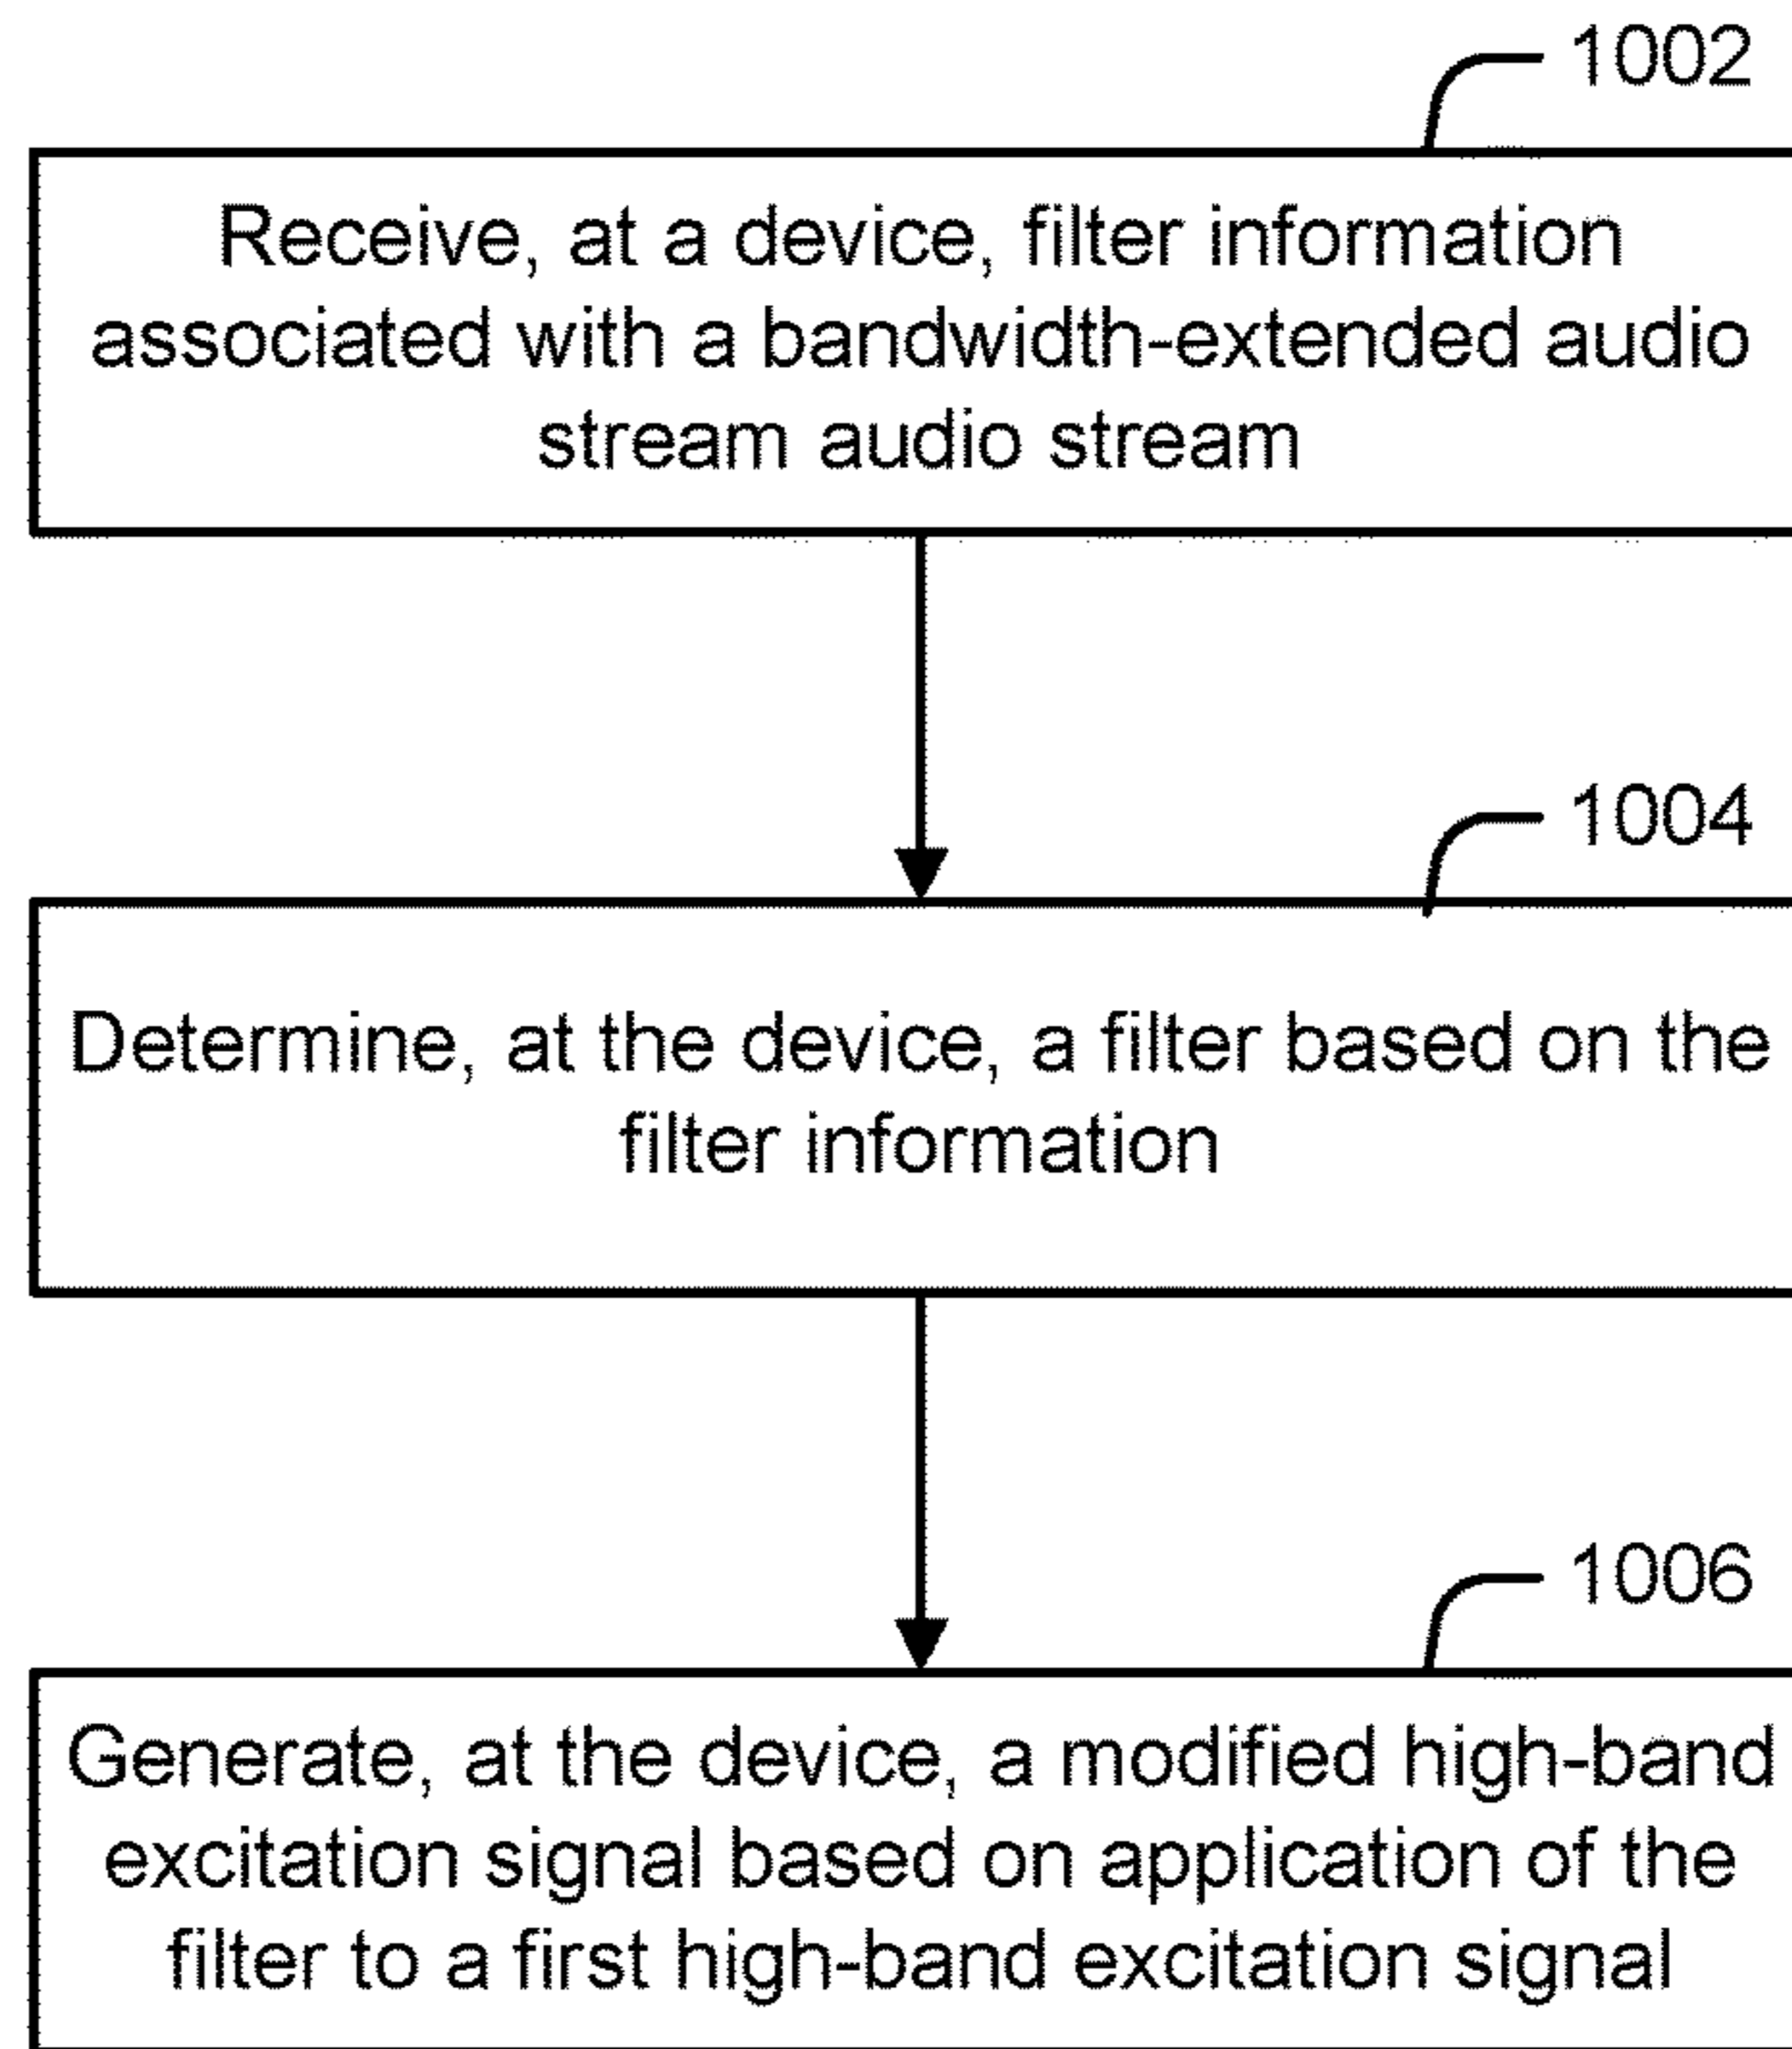 1002
Receive, at a device, filter information
associated with a bandwidth-extended audio
stream audio stream
1004
Determine, at the device, a filter based on the
filter information
1006
Generate, at the device, a modified high-band
excitation signal based on application of the
filter to a first high-band excitation signal